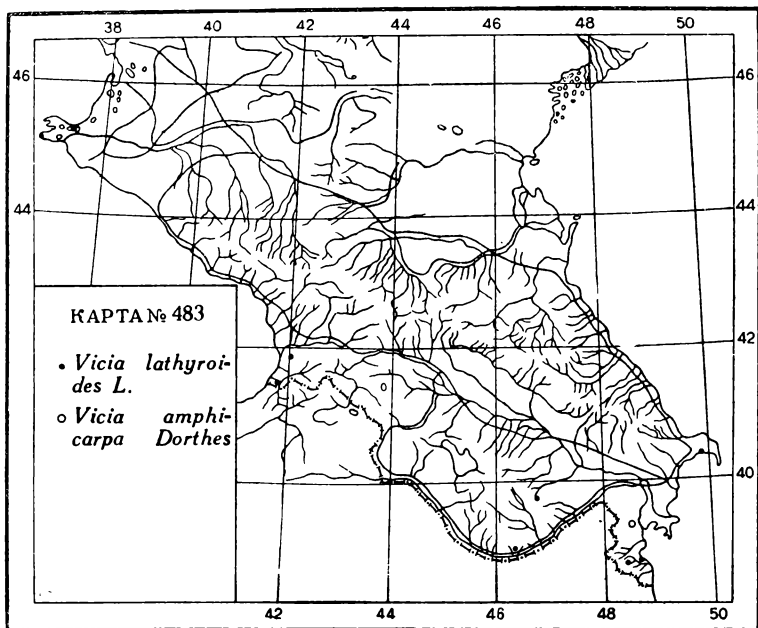 38 40 42 44 46 48 50
46 46
44 44
КАРТА № 483
42
• Vicia lathyroi-
des L.
○ Vicia amphi-
carpa Dorthes
40
42 44 46 48 50